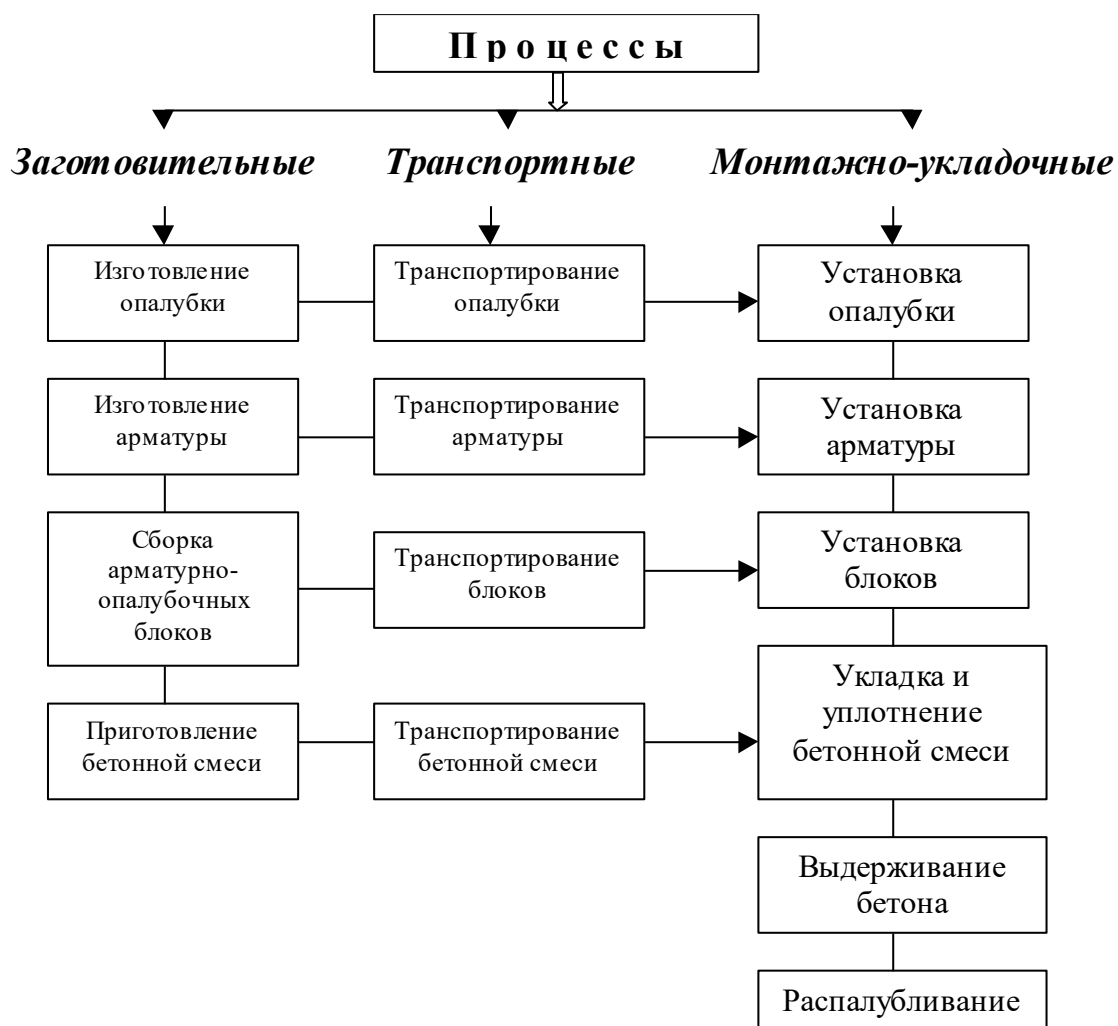 Процессы
Заготовительные
Транспортные
Монтажно-укладочные
Изготовление
опалубки
Транспортирование
опалубки
Установка
опалубки
Изготовление
арматуры
Транспортирование
арматуры
Установка
арматуры
Сборка
арматурно-
опалубочных
блоков
Транспортирование
блоков
Установка
блоков
Приготовление
бетонной смеси
Транспортирование
бетонной смеси
Укладка и
уплотнение
бетонной смеси
Выдерживание
бетона
Распалубливание